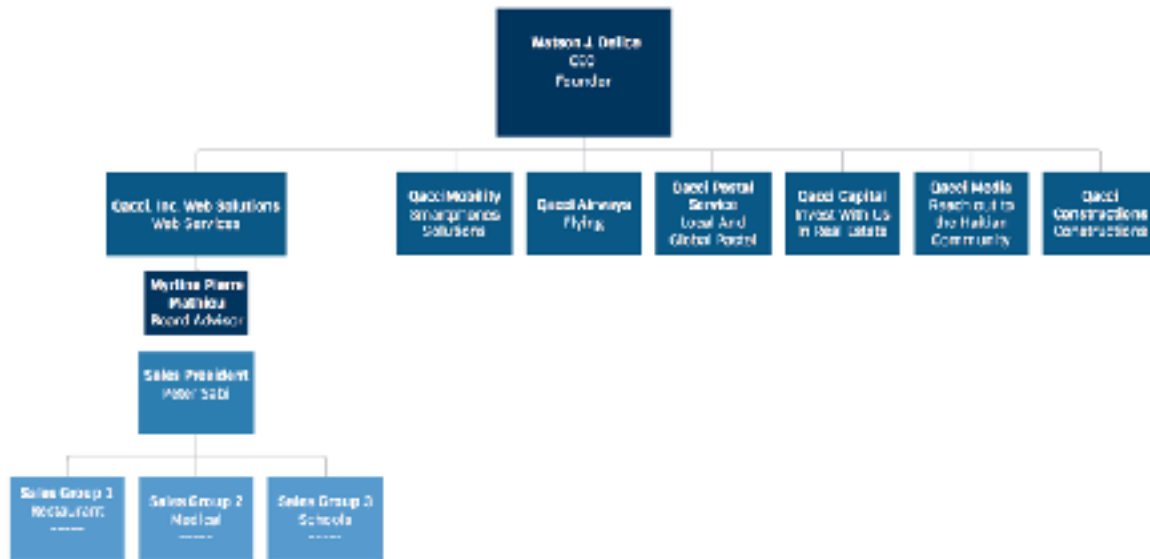 Watson J. Delice
CEO
Founder
Qacci, Inc. Web Solutions
Web Services
Qacci Mobility
Smartphones
Solutions
Qacci Airways
Flying
Qacci Postal
Service
Local And
Global Postal
Qacci Capital
Invest With Us
In Real Estate
Qacci Media
Reach out to
the Haitian
Community
Qacci
Constructions
Constructions
Myrline Pierre
Mathieu
Board Advisor
Sales President
Peter Sabi
Sales Group 1
Restaurant
------
Sales Group 2
Medical
------
Sales Group 3
Schools
------